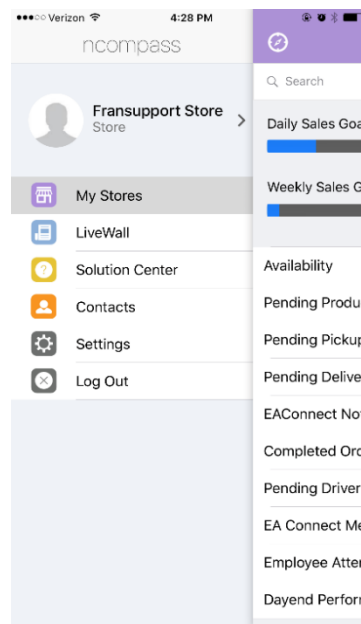 Verizon 4:28 PM
ncompass
Search
Fransupport Store
Store
Daily Sales Goa
Weekly Sales G
My Stores
LiveWall
Solution Center
Contacts
Settings
Log Out
Availability
Pending Produ
Pending Pickup
Pending Delive
EAConnect No
Completed Ord
Pending Driver
EA Connect Me
Employee Atte
Dayend Perfor